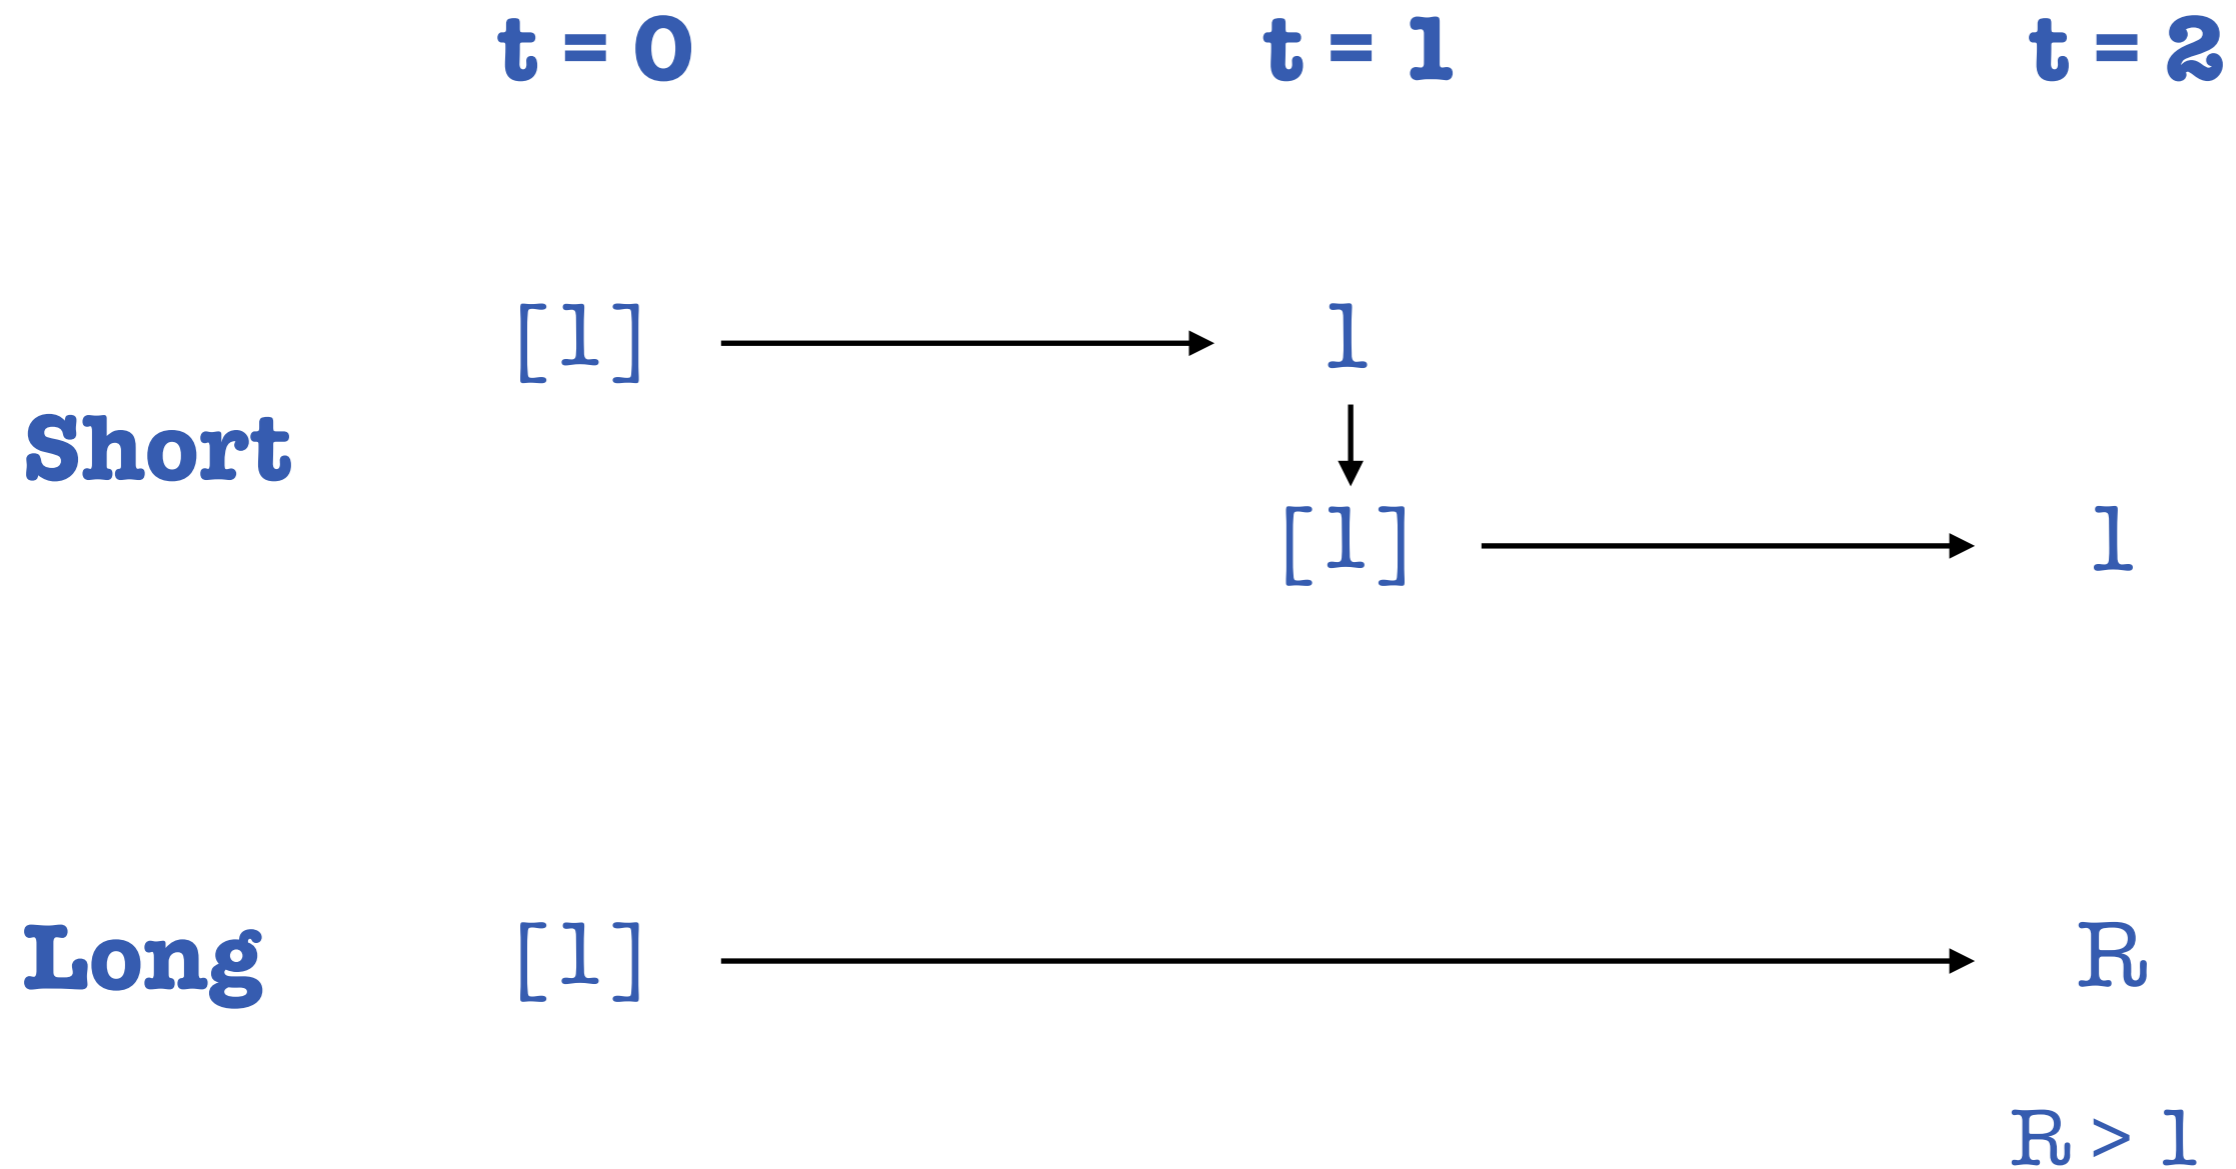 t = 0 t = 1 t = 2
[1] 1
Short
[1] 1
Long [1] R
R > 1